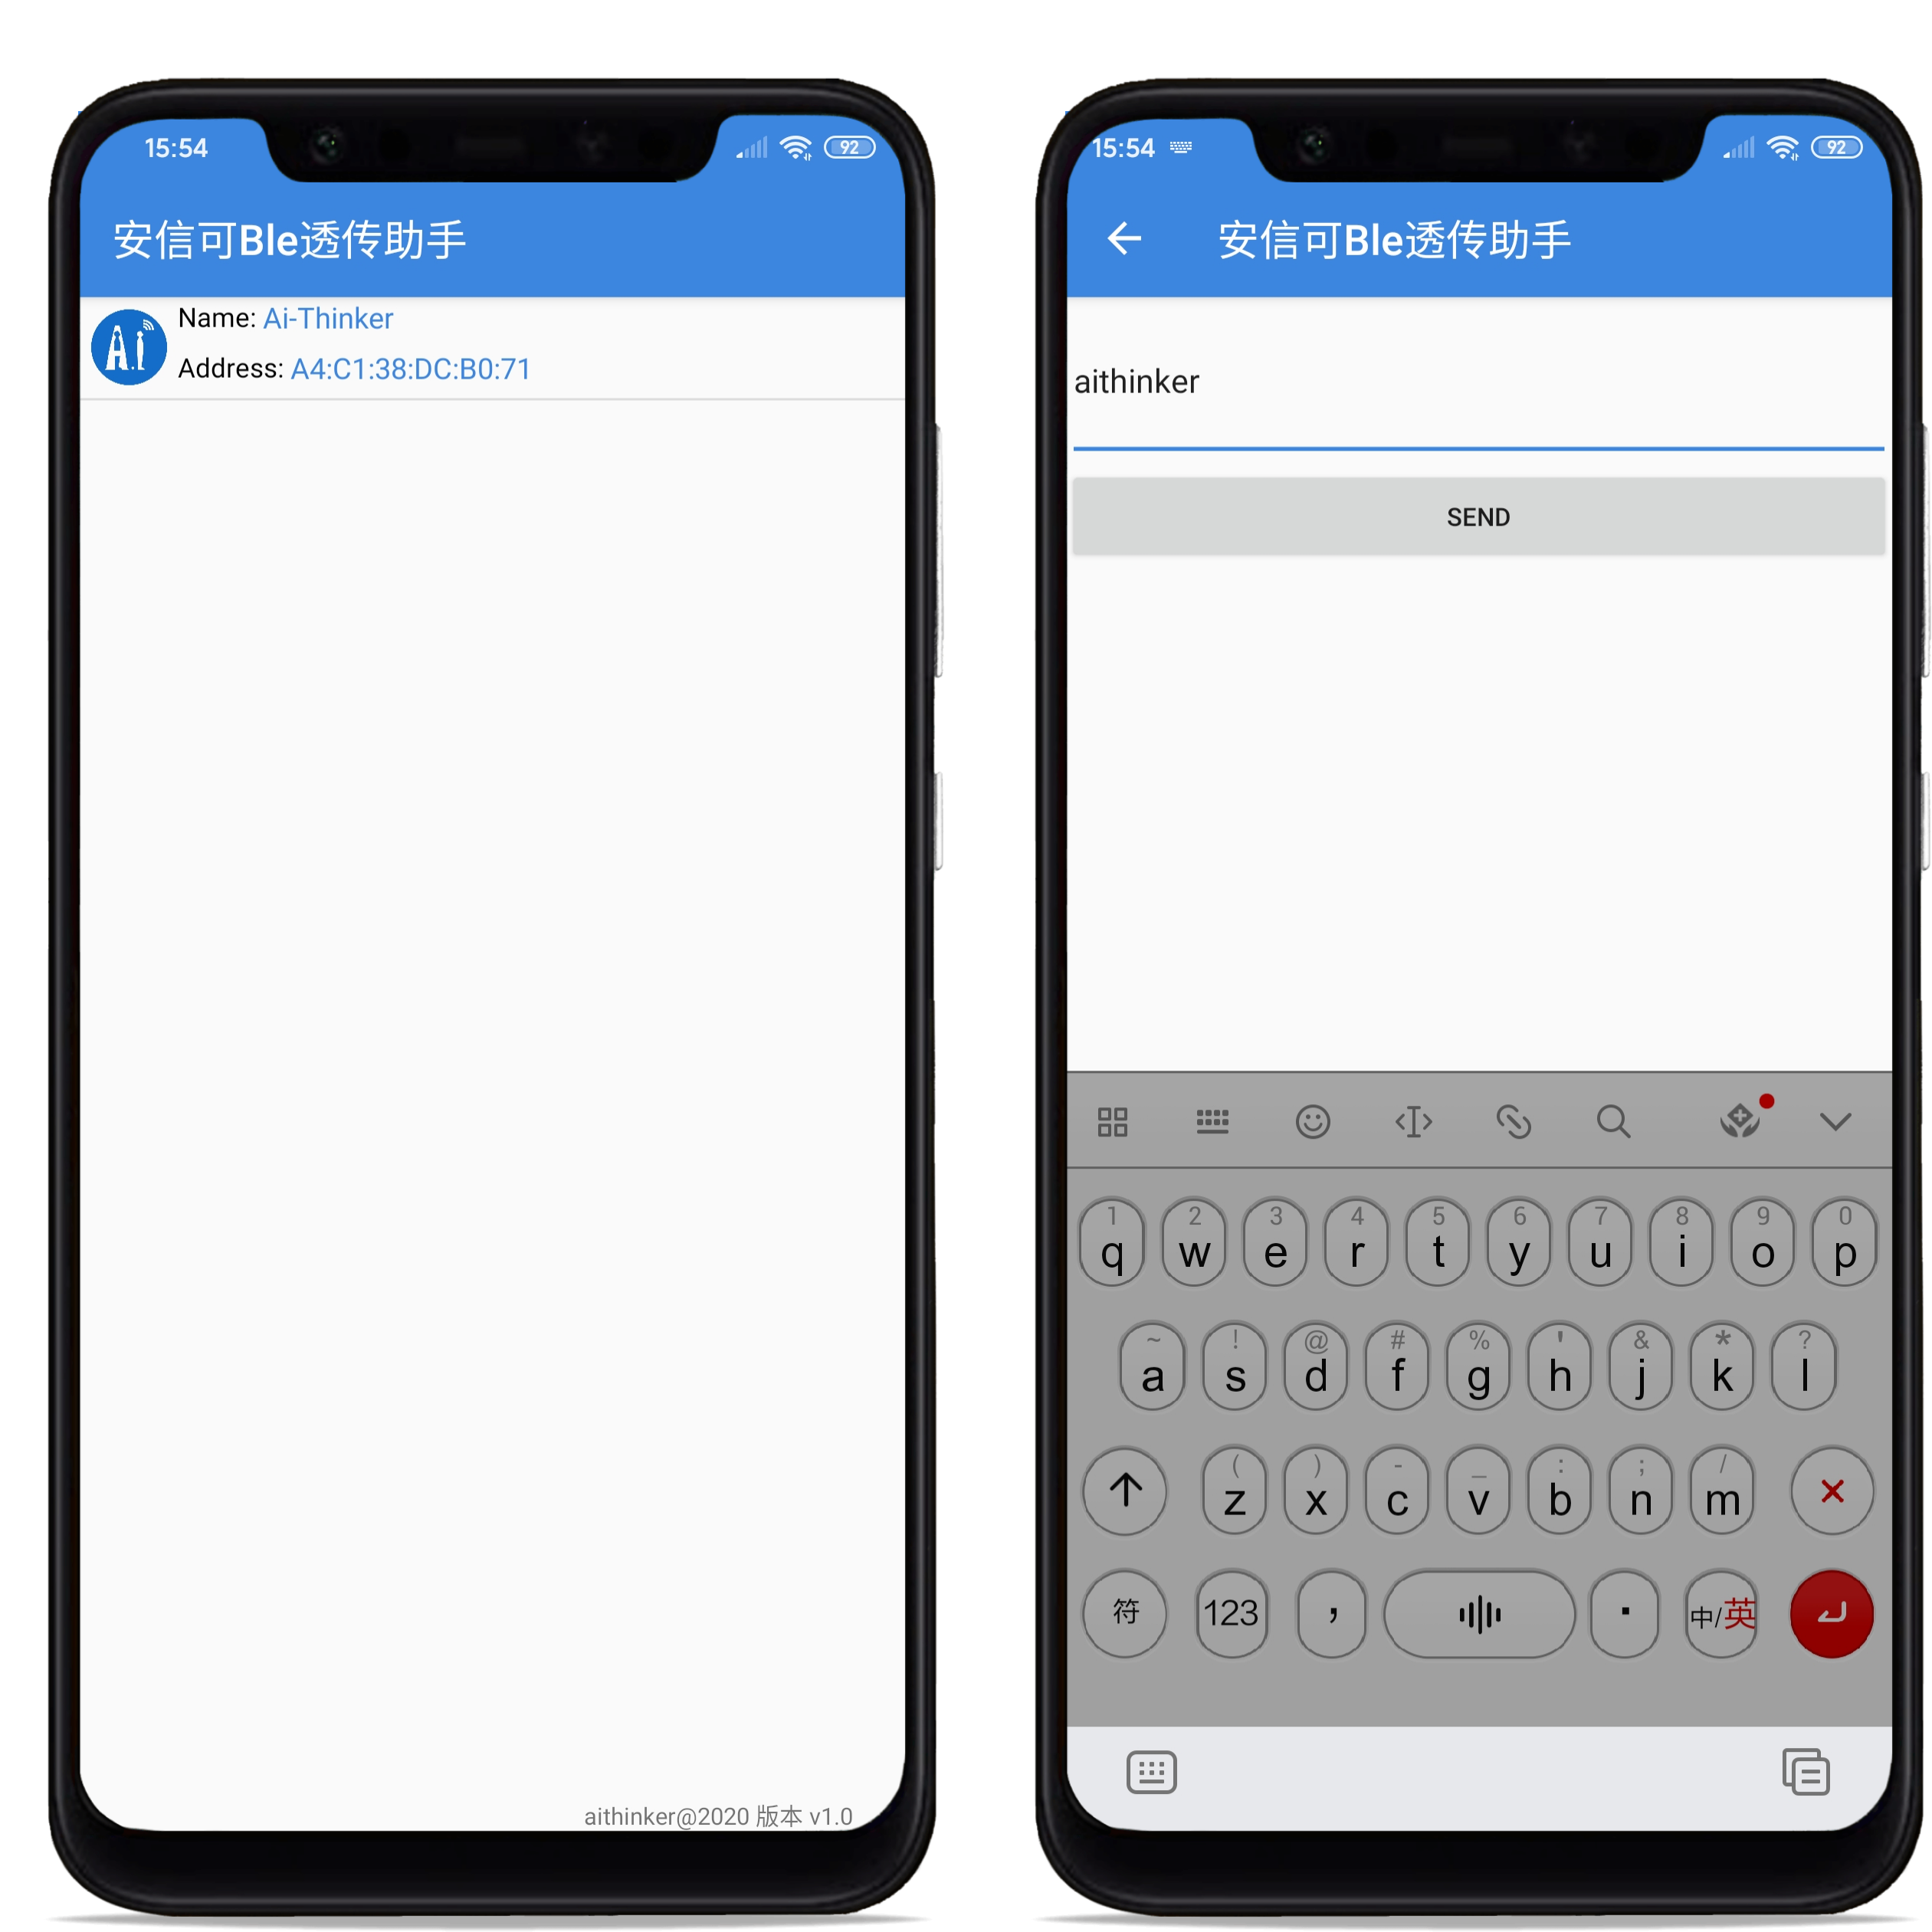 15:54
92
安信可Ble透传助手
Ai
Name: Ai-Thinker
Address: A4:C1:38:DC:B0:71
aithinker@2020 版本 v1.0
15:54
92
安信可Ble透传助手
aithinker
SEND
1 2 3 4 5 6 7 8 9 0
q w e r t y u i o p
~ ! @ # % ' & * ?
a s d f g h j k l
( ) - _ : ; /
z x c v b n m
符 123 , . 中/英